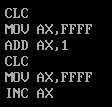 CLC
MOV AX,FFFF
ADD AX,1
CLC
MOV AX,FFFF
INC AX